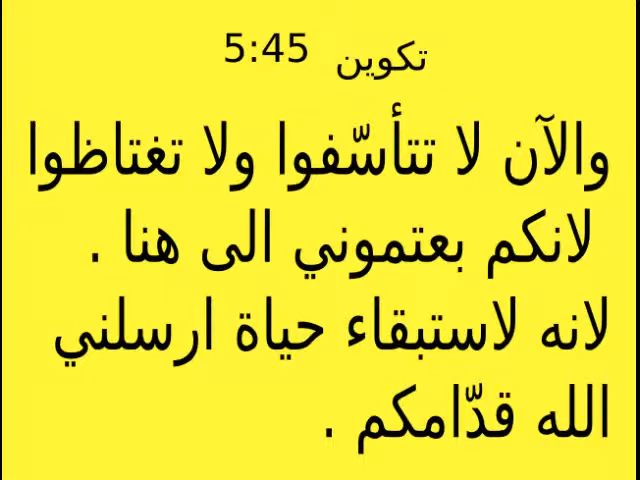 تكوين 5:45
والآن لا تتأسّفوا ولا تغتاظوا
لانكم بعتموني الى هنا .
لانه لاستبقاء حياة ارسلني
الله قدّامكم .